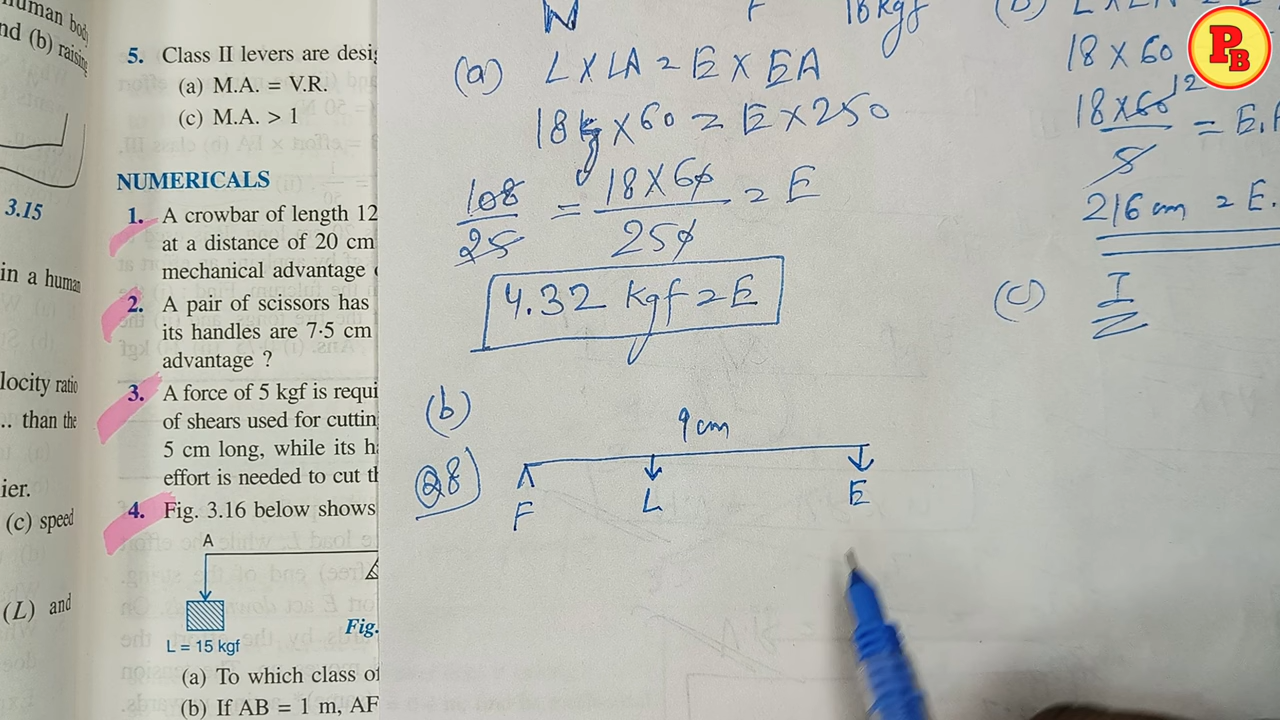 human body
nd (b) raising
3.15
in a human
locity ratio
.. than the
ier.
(c) speed
(L) and
5. Class II levers are desig
(a) M.A. = V.R.
(c) M.A. > 1
NUMERICALS
1. A crowbar of length 12
at a distance of 20 cm
mechanical advantage
2. A pair of scissors has
its handles are 7·5 cm
advantage ?
3. A force of 5 kgf is requi
of shears used for cuttin
5 cm long, while its h
effort is needed to cut th
4. Fig. 3.16 below shows
A
L = 15 kgf
Fig.
(a) To which class of
(b) If AB = 1 m, AF
18 kgf
(a) L X LA = E X EA
18 X 60 = E X 250
108/25 = 18 X 60/250 = E
4.32 kgf = E
(b)
Q8)
9 cm
F L E
18 X 60
18 X 60 12
/5 = E.A
216 cm = E.
(c) I
PB